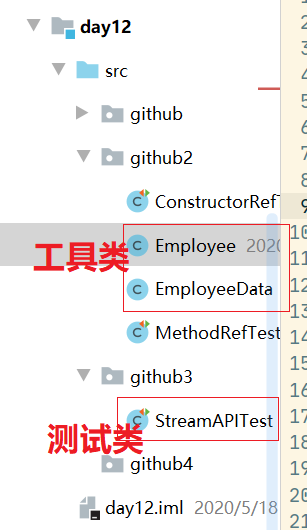 day12
src
github
github2
ConstructorRefT
工具类
Employee 2020
EmployeeData
MethodRefTest
github3
StreamAPITest
测试类
github4
day12.iml 2020/5/18
1
2
3
4
5
6
7
8
9
10
11
12
13
14
15
16
17
18
19
20
21